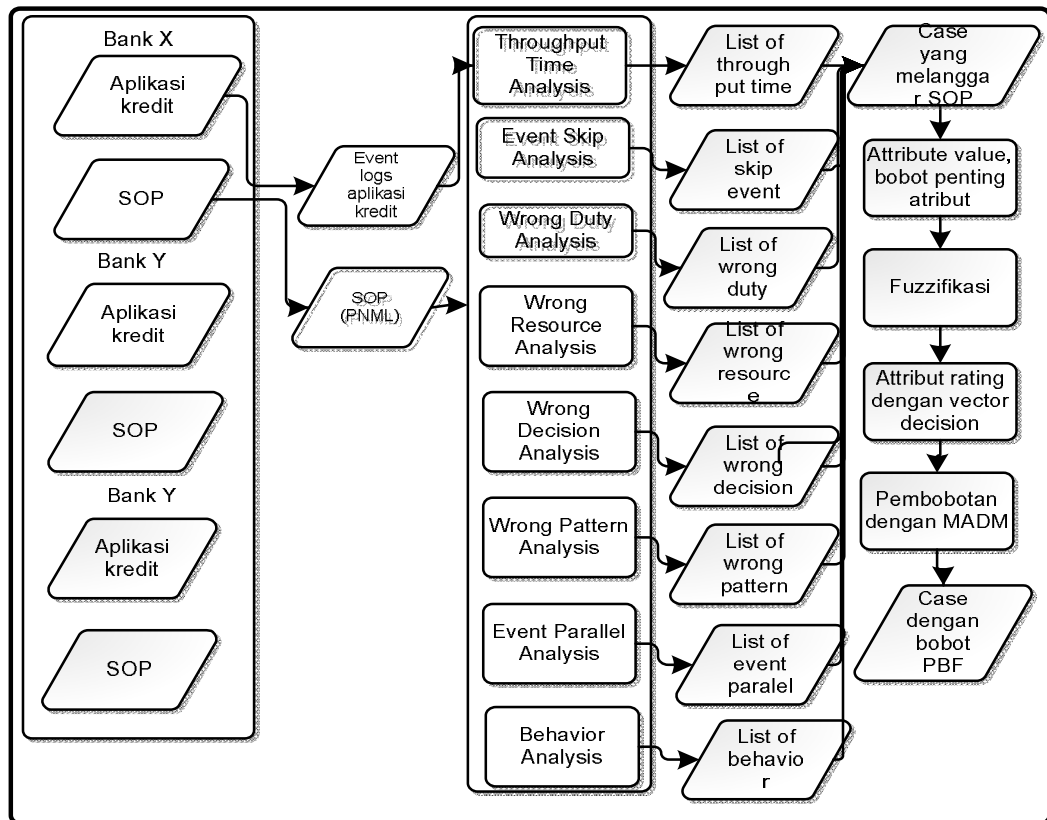 Bank X
Aplikasi
kredit
SOP
Bank Y
Aplikasi
kredit
SOP
Bank Y
Aplikasi
kredit
SOP
Event
logs
aplikasi
kredit
SOP
(PNML)
Throughput
Time
Analysis
Event Skip
Analysis
Wrong Duty
Analysis
Wrong
Resource
Analysis
Wrong
Decision
Analysis
Wrong Pattern
Analysis
Event Parallel
Analysis
Behavior
Analysis
List of
through
put time
List of
skip
event
List of
wrong
duty
List of
wrong
resourc
e
List of
wrong
decision
List of
wrong
pattern
List of
event
paralel
List of
behavio
r
Case
yang
melangga
r SOP
Attribute value,
bobot penting
atribut
Fuzzifikasi
Attribut rating
dengan vector
decision
Pembobotan
dengan MADM
Case
dengan
bobot
PBF